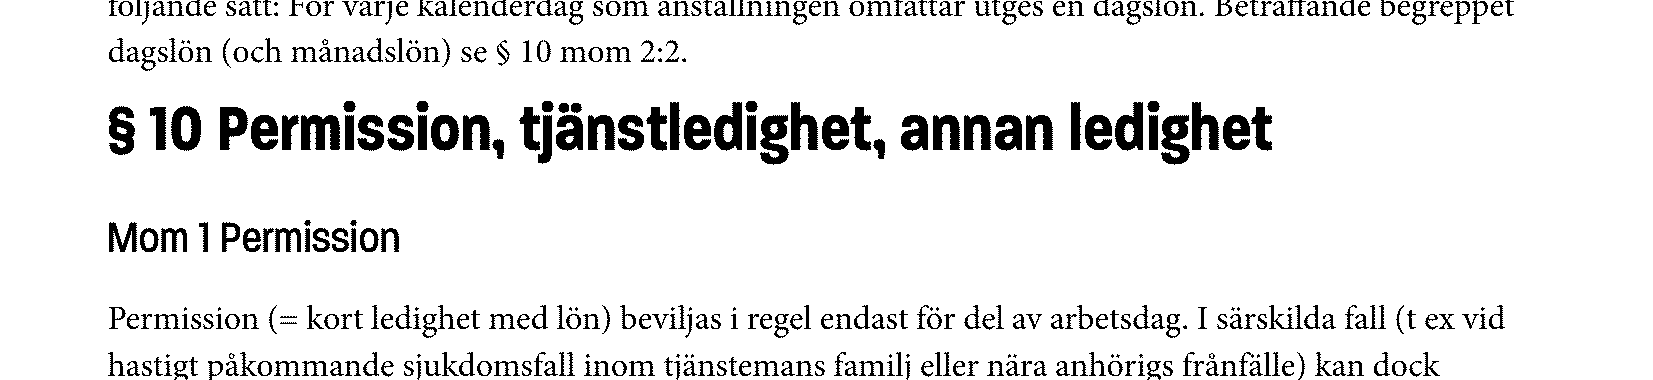 följande sätt: För varje kalenderdag som anställningen omfattar utges en dagslön. Beträffande begreppet
dagslön (och månadslön) se § 10 mom 2:2.
§ 10 Permission, tjänstledighet, annan ledighet
Mom 1 Permission
Permission (= kort ledighet med lön) beviljas i regel endast för del av arbetsdag. I särskilda fall (t ex vid
hastigt påkommande sjukdomsfall inom tjänstemans familj eller nära anhörigs frånfälle) kan dock